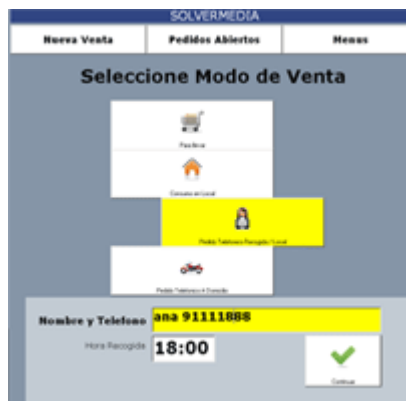 SOLVERMEDIA
Nueva Venta Pedidos Abiertos Menus
Seleccione Modo de Venta
Para llevar
Consumo en Local
Pedido Telefonico Recogida / Local
Pedido Telefonico A Domicilio
Nombre y Telefono ana 91111888
Hora Recogida 18:00
Continuar